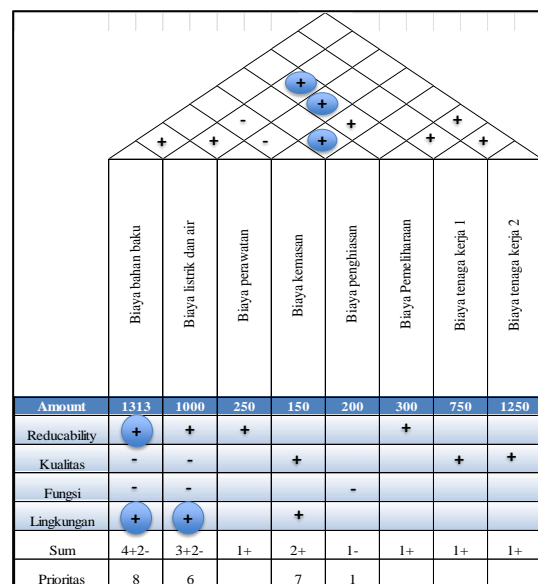 +
+
- + +
+ + - + + +
Biaya bahan baku
Biaya listrik dan air
Biaya perawatan
Biaya kemasan
Biaya penghiasan
Biaya Pemeliharaan
Biaya tenaga kerja 1
Biaya tenaga kerja 2
Amount 1313 1000 250 150 200 300 750 1250
Reducability + + + +
Kualitas - - + + +
Fungsi - - -
Lingkungan + + +
Sum 4+2- 3+2- 1+ 2+ 1- 1+ 1+ 1+
Prioritas 8 6 7 1